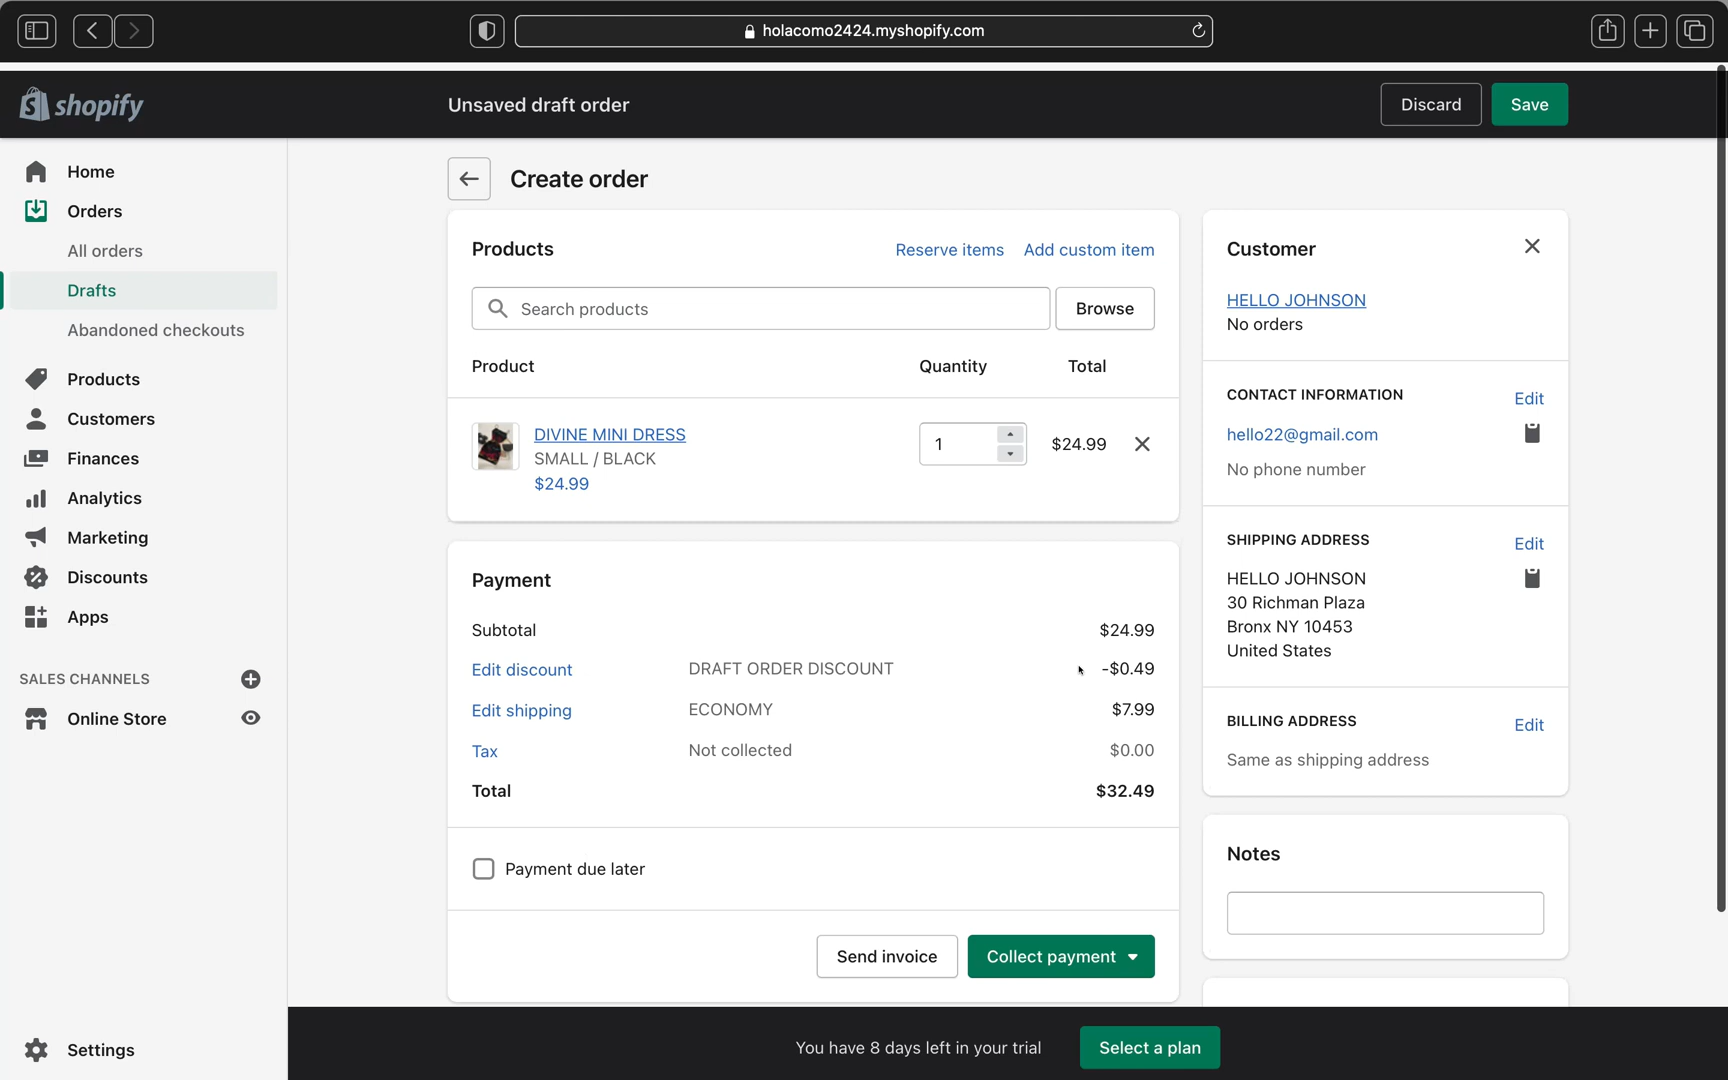 holacomo2424.myshopify.com
shopify
Unsaved draft order
Discard
Save
Home
Orders
All orders
Drafts
Abandoned checkouts
Products
Customers
Finances
Analytics
Marketing
Discounts
Apps
SALES CHANNELS
Online Store
Settings
Create order
Products
Reserve items
Add custom item
Search products
Browse
Product
Quantity
Total
DIVINE MINI DRESS
SMALL / BLACK
$24.99
1
$24.99
Payment
Subtotal $24.99
Edit discount DRAFT ORDER DISCOUNT -$0.49
Edit shipping ECONOMY $7.99
Tax Not collected $0.00
Total $32.49
Payment due later
Send invoice
Collect payment
Customer
HELLO JOHNSON
No orders
CONTACT INFORMATION
Edit
hello22@gmail.com
No phone number
SHIPPING ADDRESS
Edit
HELLO JOHNSON
30 Richman Plaza
Bronx NY 10453
United States
BILLING ADDRESS
Edit
Same as shipping address
Notes
You have 8 days left in your trial
Select a plan